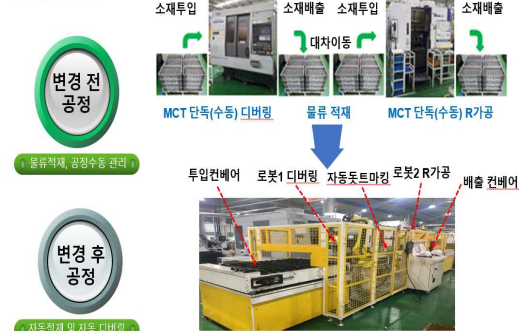 소재투입 소재배출 소재투입 소재배출
대차이동
변경 전
공정
MCT 단독(수동) 디버링 물류 적재 MCT 단독(수동) R가공
물류적재, 공정수동 관리
투입컨베어 로봇1 디버링 자동돗트마킹 로봇2 R가공 배출 컨베어
변경 후
공정
자동적재 및 자동 디버링